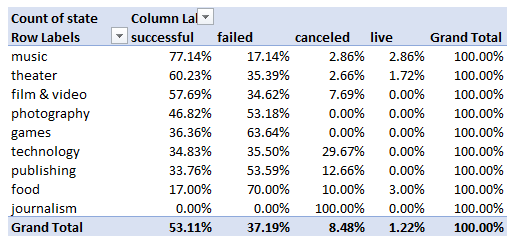 Count of state Column La
Row Labels successful failed canceled live Grand Total
music 77.14% 17.14% 2.86% 2.86% 100.00%
theater 60.23% 35.39% 2.66% 1.72% 100.00%
film & video 57.69% 34.62% 7.69% 0.00% 100.00%
photography 46.82% 53.18% 0.00% 0.00% 100.00%
games 36.36% 63.64% 0.00% 0.00% 100.00%
technology 34.83% 35.50% 29.67% 0.00% 100.00%
publishing 33.76% 53.59% 12.66% 0.00% 100.00%
food 17.00% 70.00% 10.00% 3.00% 100.00%
journalism 0.00% 0.00% 100.00% 0.00% 100.00%
Grand Total 53.11% 37.19% 8.48% 1.22% 100.00%